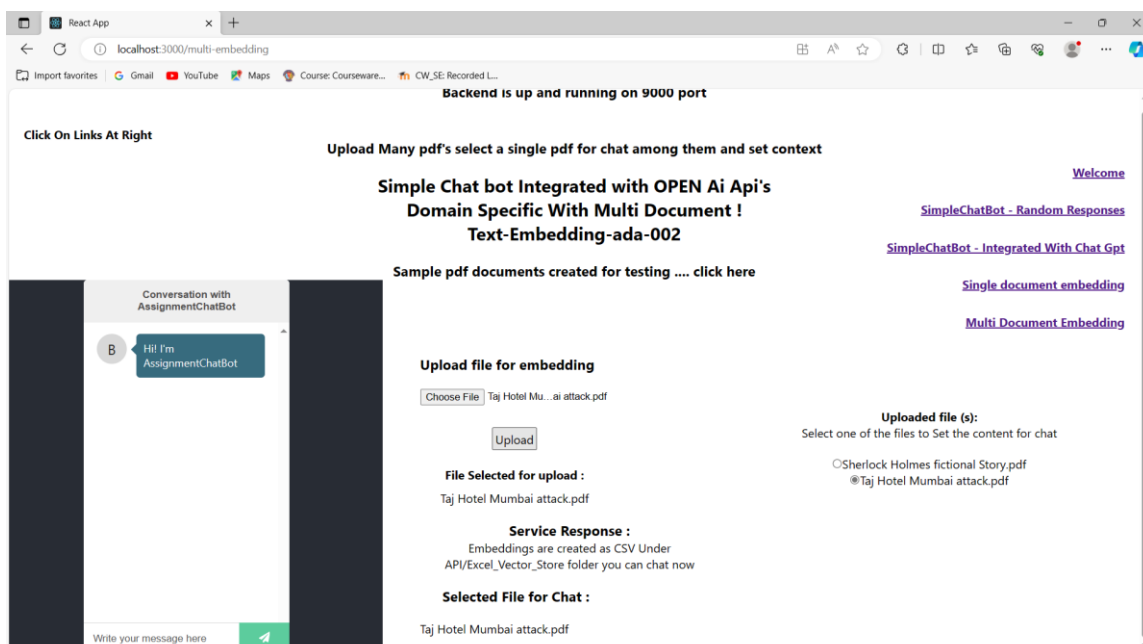 React App
localhost:3000/multi-embedding
Import favorites
Gmail
YouTube
Maps
Course: Courseware...
CW_SE: Recorded L...
Backend is up and running on 9000 port
Click On Links At Right
Upload Many pdf's select a single pdf for chat among them and set context
Welcome
Simple Chat bot Integrated with OPEN Ai Api's
Domain Specific With Multi Document !
Text-Embedding-ada-002
SimpleChatBot - Random Responses
SimpleChatBot - Integrated With Chat Gpt
Sample pdf documents created for testing .... click here
Single document embedding
Multi Document Embedding
Conversation with
AssignmentChatBot
B
Hi! I'm
AssignmentChatBot
Write your message here
Upload file for embedding
Choose File Taj Hotel Mu...ai attack.pdf
Upload
File Selected for upload :
Taj Hotel Mumbai attack.pdf
Service Response :
Embeddings are created as CSV Under
API/Excel_Vector_Store folder you can chat now
Selected File for Chat :
Taj Hotel Mumbai attack.pdf
Uploaded file (s):
Select one of the files to Set the content for chat
Sherlock Holmes fictional Story.pdf
Taj Hotel Mumbai attack.pdf